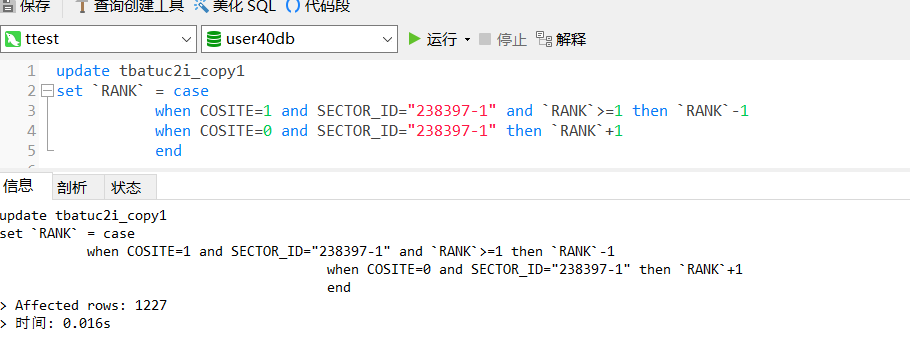 保存 查询创建工具 美化 SQL 代码段
ttest user40db 运行 停止 解释
1 update tbatuc2i_copy1
2 set `RANK` = case
3 when COSITE=1 and SECTOR_ID="238397-1" and `RANK`>=1 then `RANK`-1
4 when COSITE=0 and SECTOR_ID="238397-1" then `RANK`+1
5 end
信息 剖析 状态
update tbatuc2i_copy1
set `RANK` = case
when COSITE=1 and SECTOR_ID="238397-1" and `RANK`>=1 then `RANK`-1
when COSITE=0 and SECTOR_ID="238397-1" then `RANK`+1
end
> Affected rows: 1227
> 时间: 0.016s